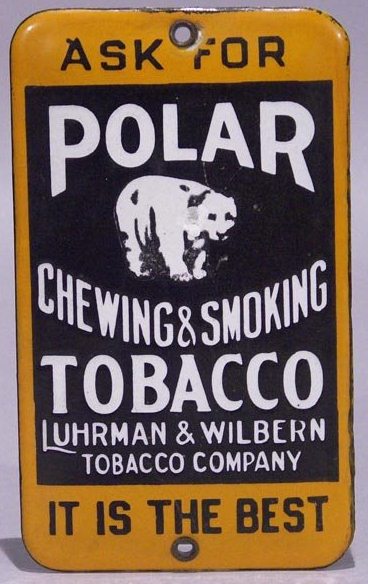 ASK FOR
POLAR
CHEWING & SMOKING
TOBACCO
LUHRMAN & WILBERN
TOBACCO COMPANY
IT IS THE BEST